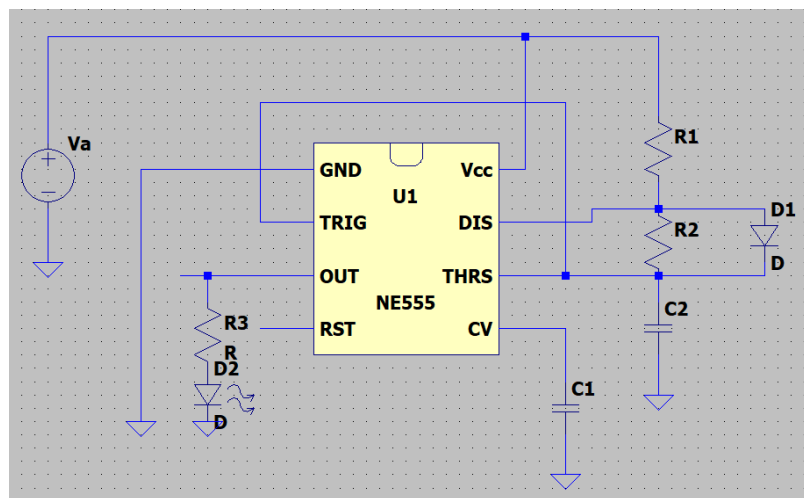 Va
R1
GND
Vcc
U1
D1
TRIG
DIS
R2
D
OUT
THRS
NE555
C2
R3
RST
CV
R
D2
C1
D